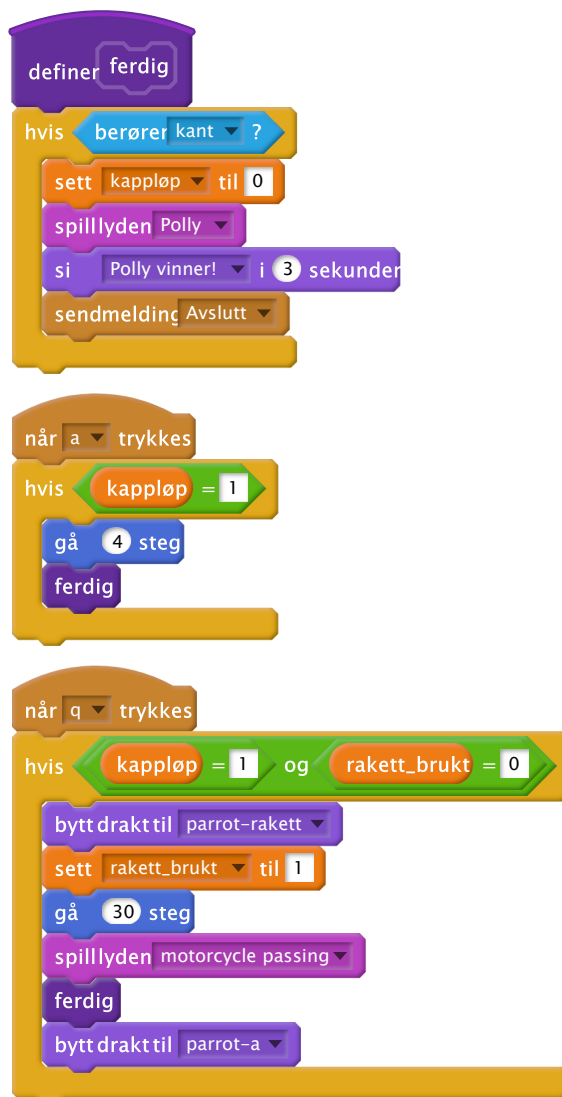 definer ferdig
hvis berører kant ?
sett kappløp til 0
spill lyden Polly
si Polly vinner! i 3 sekunder
send melding Avslutt
når a trykkes
hvis kappløp = 1
gå 4 steg
ferdig
når q trykkes
hvis kappløp = 1 og rakett_brukt = 0
bytt drakt til parrot-rakett
sett rakett_brukt til 1
gå 30 steg
spill lyden motorcycle passing
ferdig
bytt drakt til parrot-a